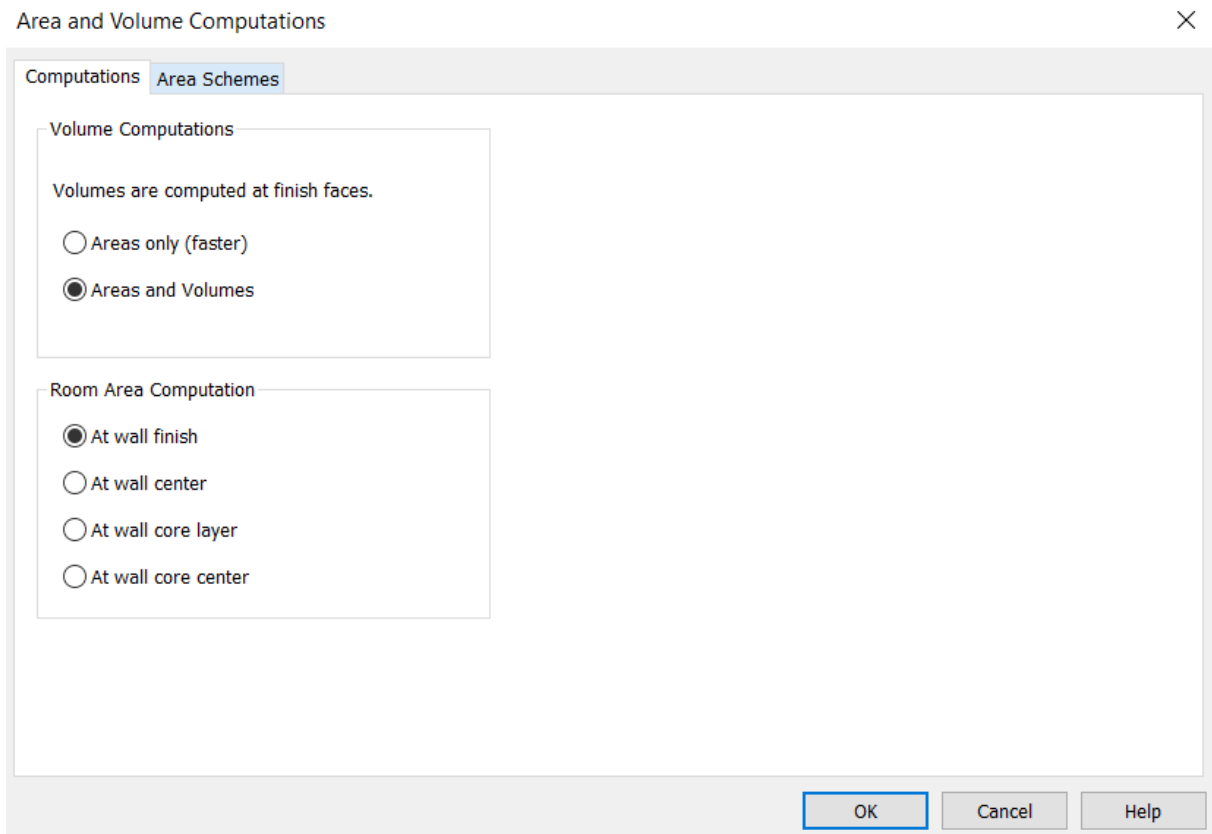 Area and Volume Computations
Computations
Area Schemes
Volume Computations
Volumes are computed at finish faces.
Areas only (faster)
Areas and Volumes
Room Area Computation
At wall finish
At wall center
At wall core layer
At wall core center
OK
Cancel
Help